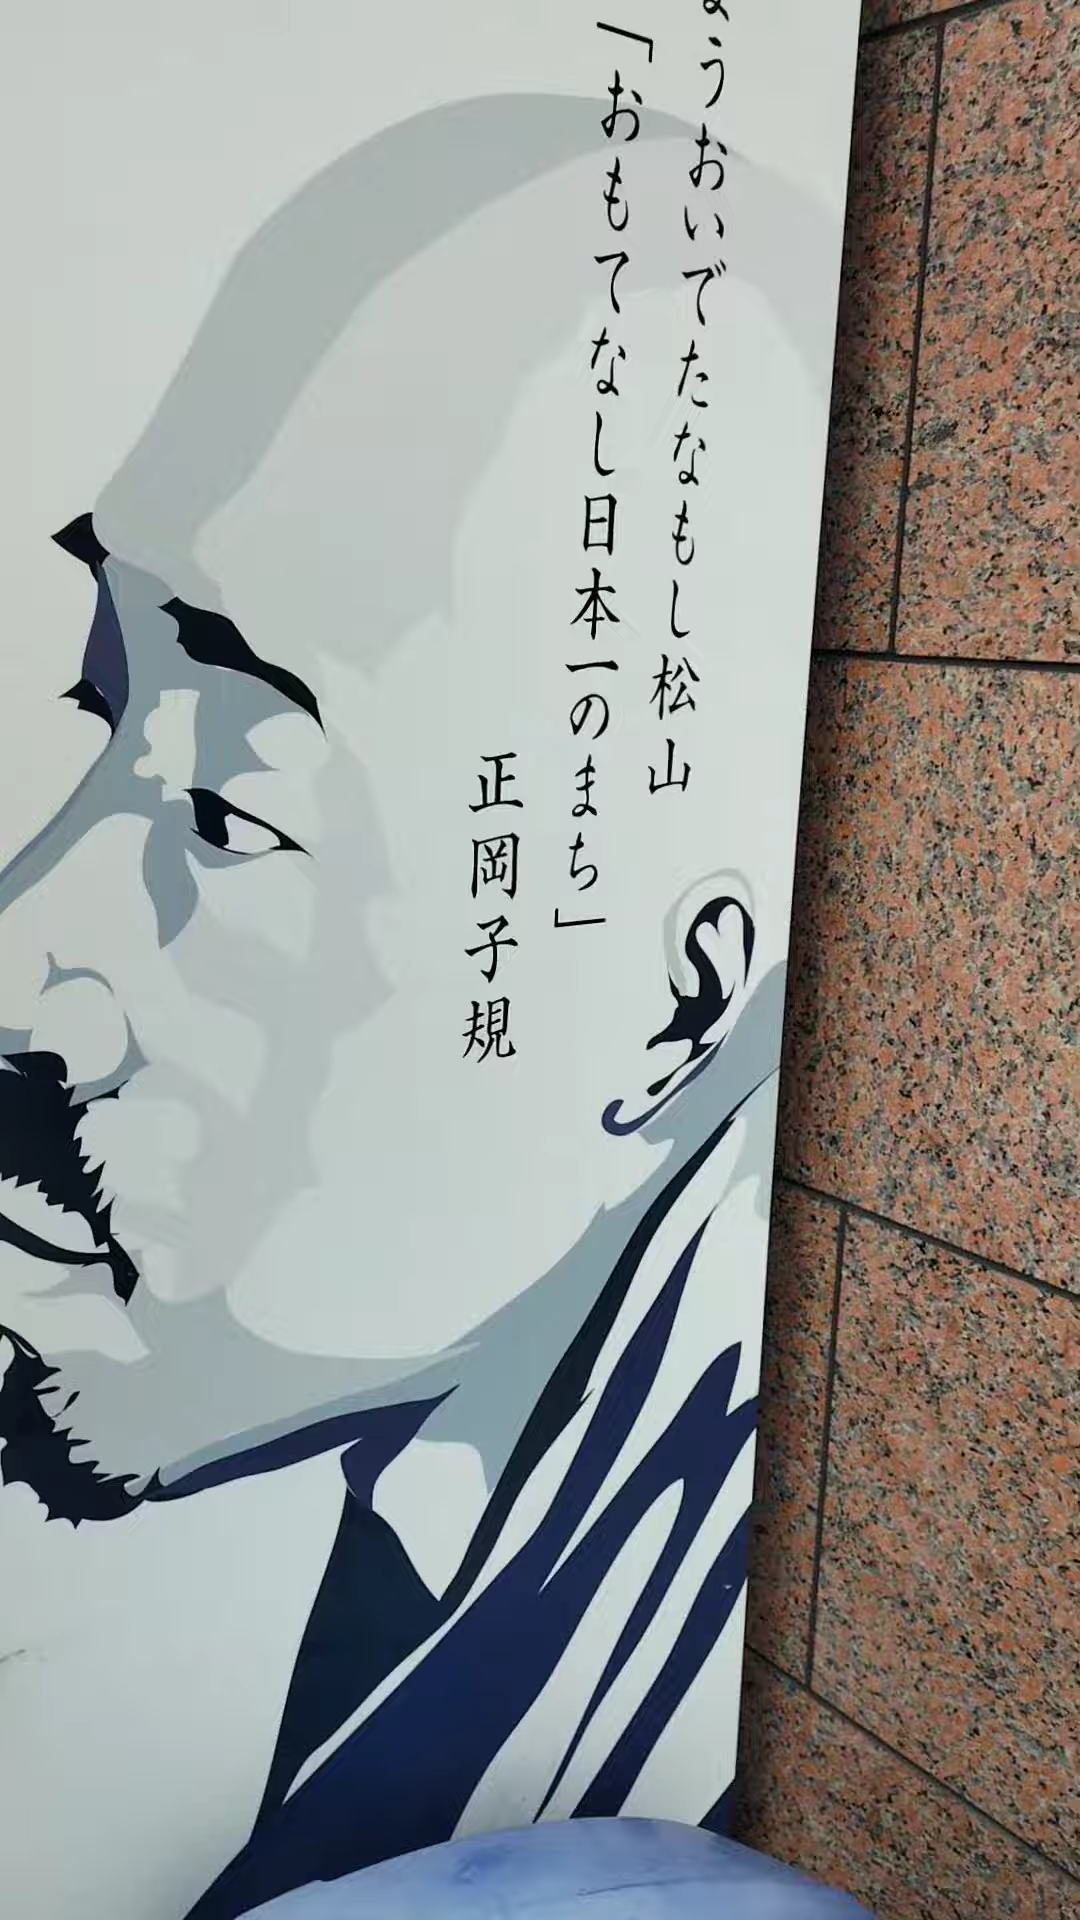 ょうおいでたなもし松山
「おもてなし日本一のまち」
正岡子規